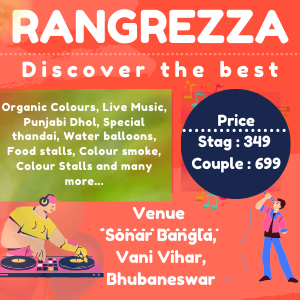 RANGREZZA
Discover the best
Organic Colours, Live Music,
Punjabi Dhol, Special
thandai, Water balloons,
Food stalls, Colour smoke,
Colour Stalls and many
more...
Price
Stag : 349
Couple : 699
Venue
"Sonar Bangla,
Vani Vihar,
Bhubaneswar